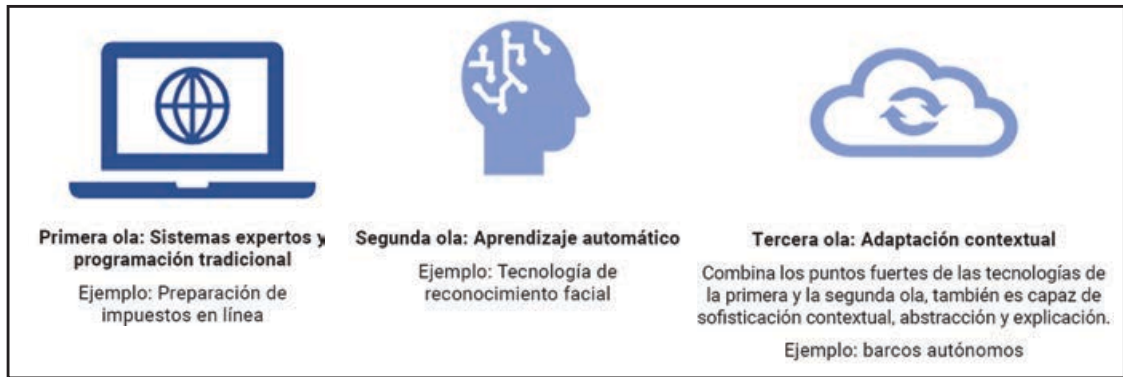 Primera ola: Sistemas expertos y
programación tradicional
Ejemplo: Preparación de
impuestos en línea
Segunda ola: Aprendizaje automático
Ejemplo: Tecnología de
reconocimiento facial
Tercera ola: Adaptación contextual
Combina los puntos fuertes de las tecnologías de
la primera y la segunda ola, también es capaz de
sofisticación contextual, abstracción y explicación.
Ejemplo: barcos autónomos